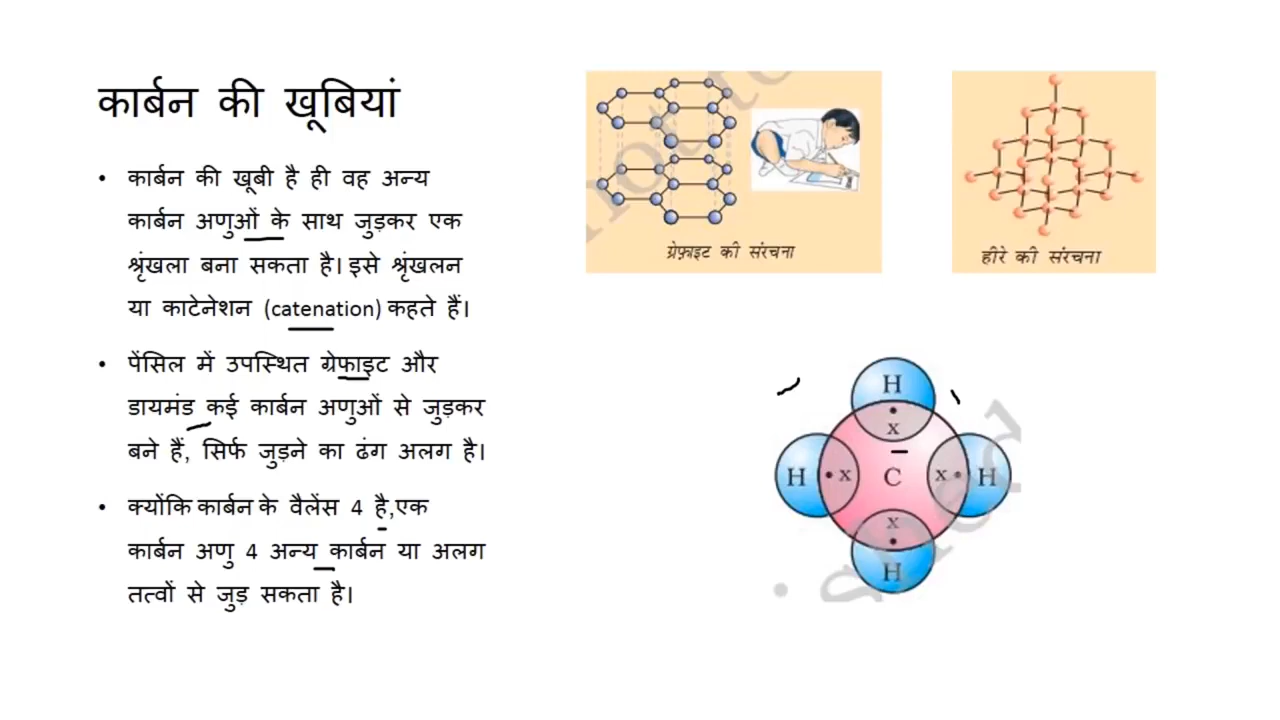 कार्बन की खूबियां
• कार्बन की खूबी है ही वह अन्य
कार्बन अणुओं के साथ जुड़कर एक
श्रृंखला बना सकता है। इसे श्रृंखलन
या काटेनेशन (catenation) कहते हैं।
• पेंसिल में उपस्थित ग्रेफाइट और
डायमंड कई कार्बन अणुओं से जुड़कर
बने हैं, सिर्फ जुड़ने का ढंग अलग है।
• क्योंकि कार्बन के वैलेंस 4 है,एक
कार्बन अणु 4 अन्य कार्बन या अलग
तत्वों से जुड़ सकता है।
ग्रेफ़ाइट की संरचना
हीरे की संरचना
H
x
H x C x H
x
H